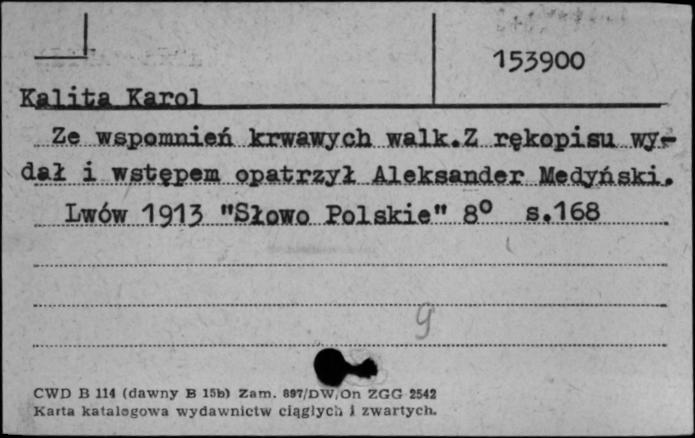 153900
Kalita Karol
Ze wspomnień krwawych walk.Z rękopisu wy-
dał i wstępem opatrzył Aleksander Medyński.
Lwów 1913 "Słowo Polskie" 8° s.168
g
CWD B 114 (dawny B 15b) Zam. 897/DW/On ZGG 2542
Karta katalogowa wydawnictw ciągłych i zwartych.